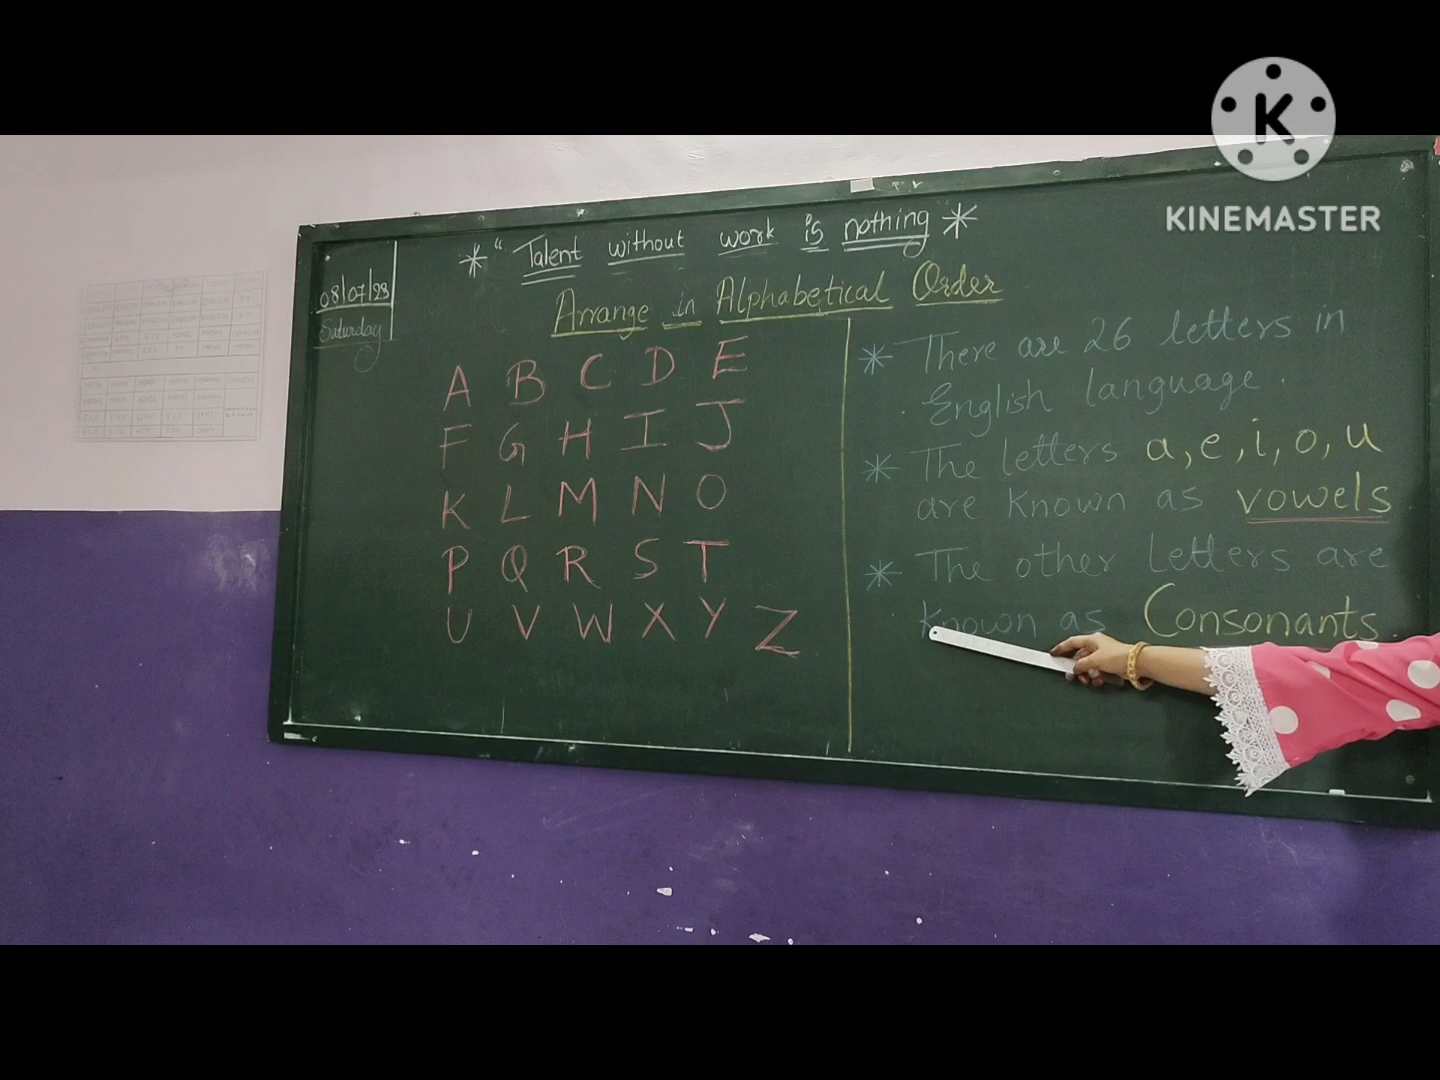 KINEMASTER
* " Talent without work is nothing *
08/07/23
Saturday
Arrange in Alphabetical Order
A B C D E
F G H I J
K L M N O
P Q R S T
U V W X Y Z
* There are 26 letters in
English language.
* The letters a, e, i, o, u
are known as vowels
* The other letters are
known as Consonants.